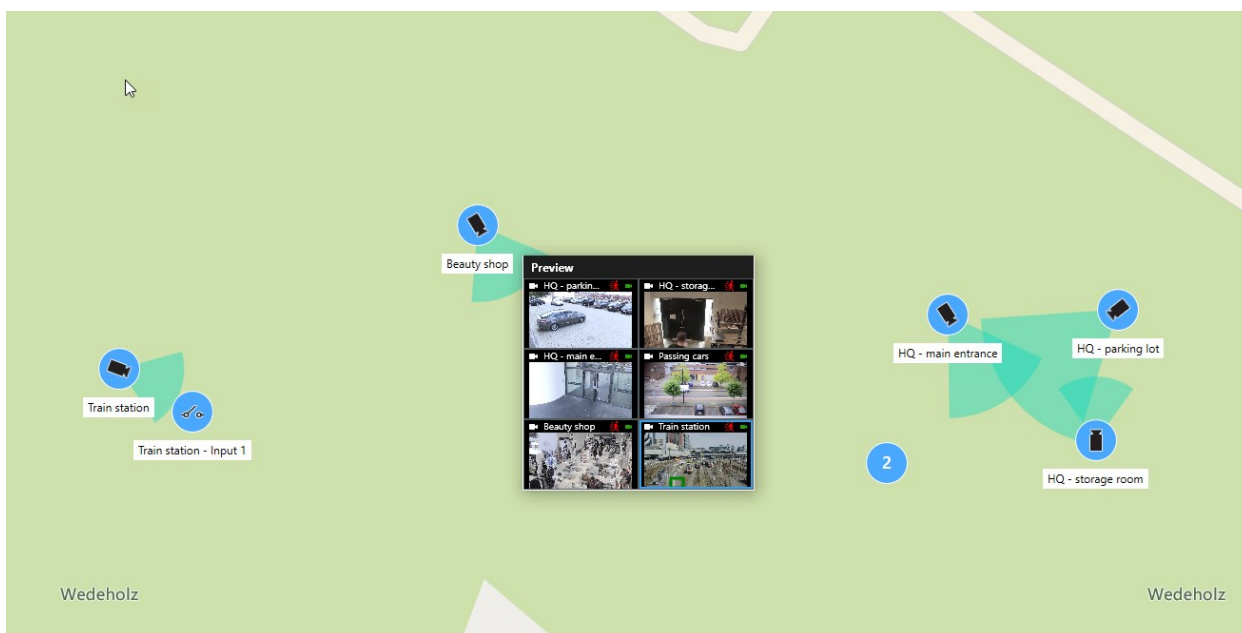 Beauty shop
Preview
HQ - parkin...
HQ - storag...
HQ - main e...
Passing cars
Beauty shop
Train station
HQ - main entrance
HQ - parking lot
Train station
Train station - Input 1
2
HQ - storage room
Wedeholz
Wedeholz